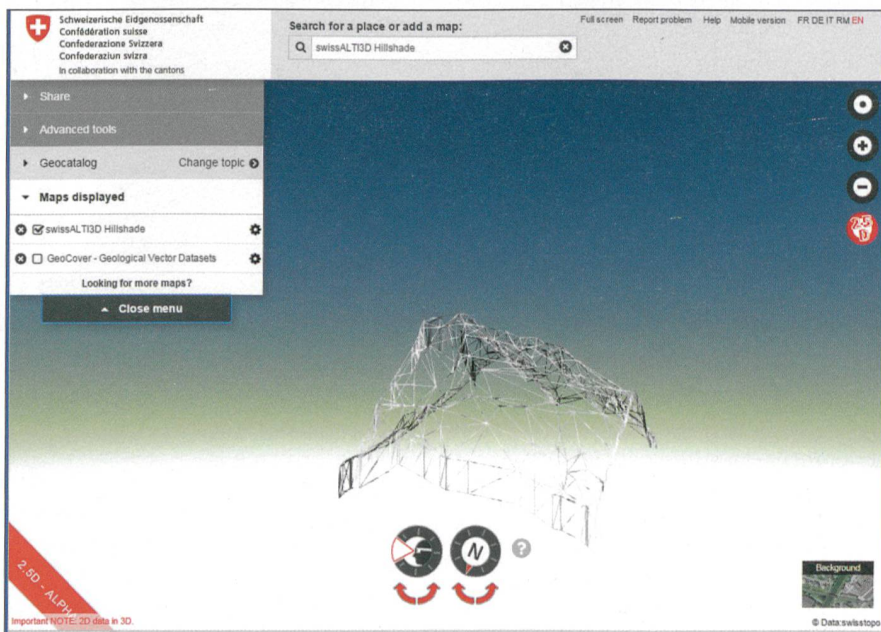 Schweizerische Eidgenossenschaft
Confédération suisse
Confederazione Svizzera
Confederaziun svizra
In collaboration with the cantons
Search for a place or add a map:
swissALTI3D Hillshade
Full screen Report problem Help Mobile version FR DE IT RM EN
Share
Advanced tools
Geocatalog Change topic
Maps displayed
swissALTI3D Hillshade
GeoCover - Geological Vector Datasets
Looking for more maps?
Close menu
2.5
D
N
?
2.5D - ALPHA
Important NOTE: 2D data in 3D.
Background
© Data:swisstopo